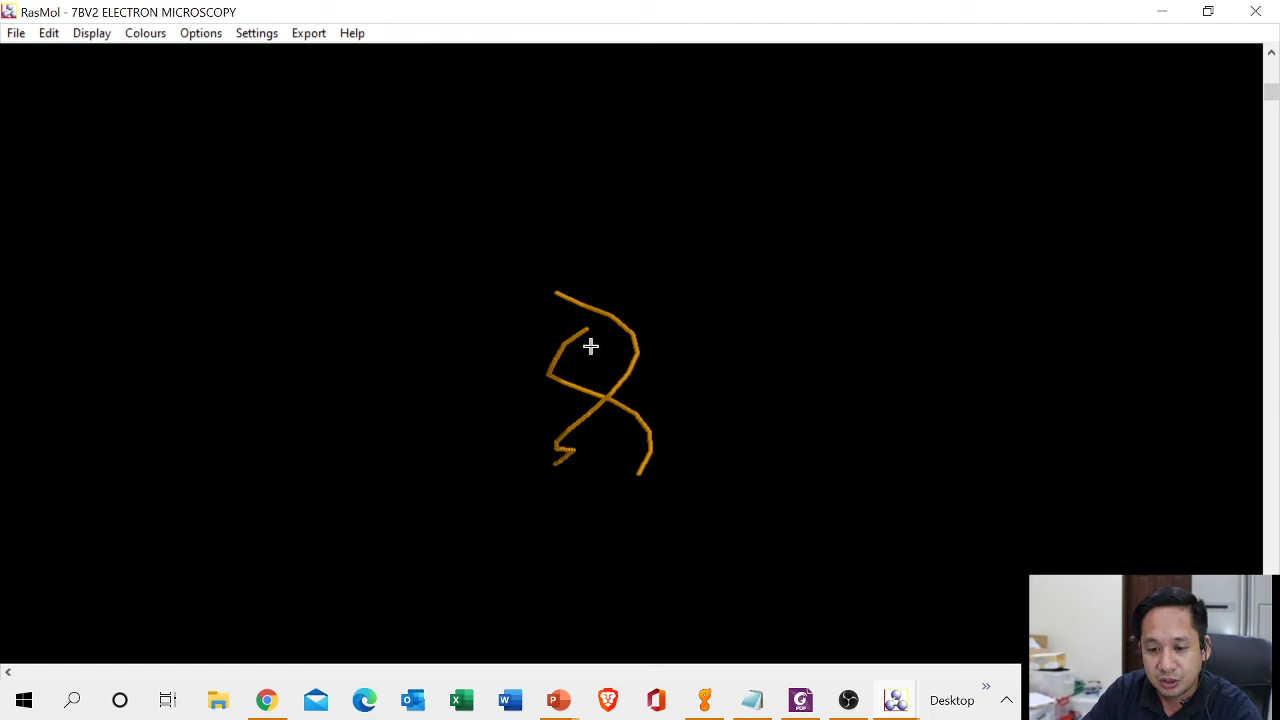 RasMol - 7BV2 ELECTRON MICROSCOPY
File Edit Display Colours Options Settings Export Help
Desktop